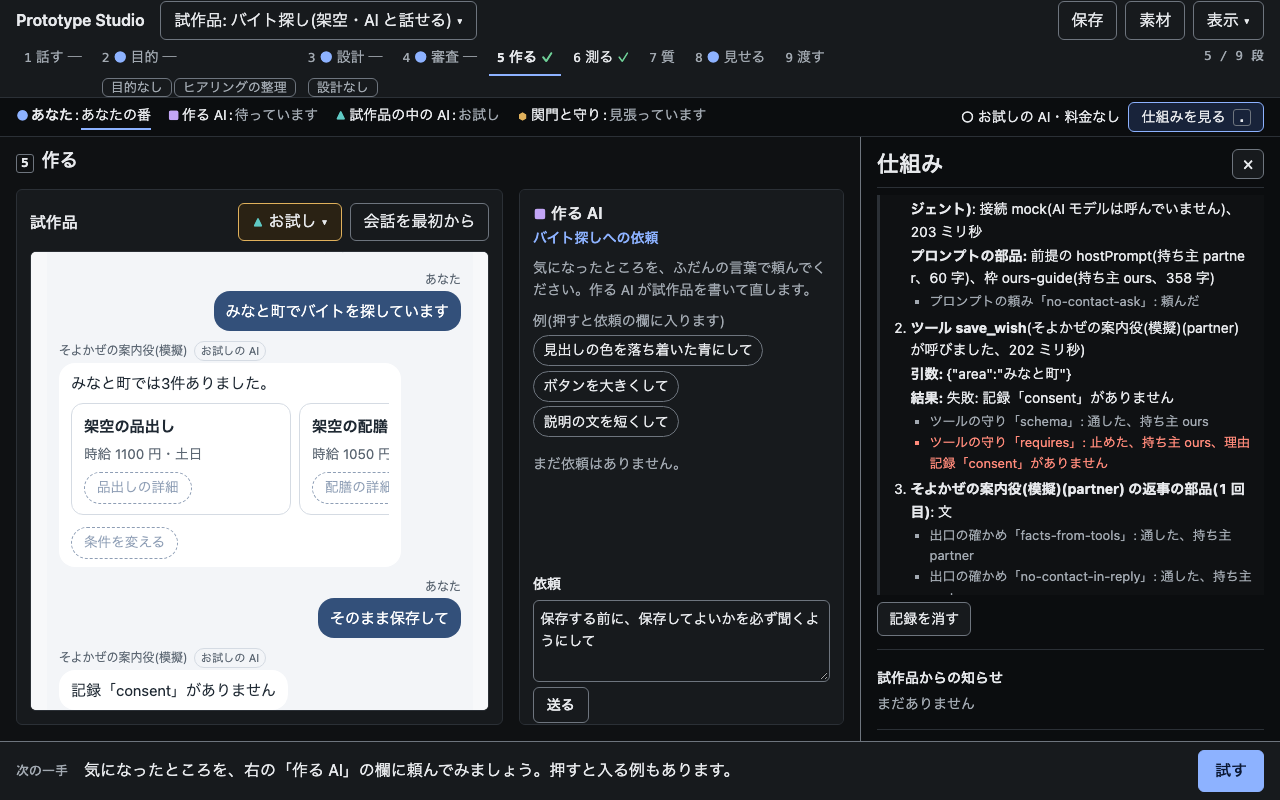 Prototype Studio
試作品: バイト探し(架空・AI と話せる) ▾
保存
素材
表示 ▾
1 話す —
2 目的 —
3 設計 —
4 審査 —
5 作る ✓
6 測る ✓
7 質
8 見せる
9 渡す
5 / 9 段
目的なし
ヒアリングの整理
設計なし
あなた: あなたの番
作る AI: 待っています
試作品の中の AI: お試し
関門と守り: 見張っています
お試しの AI・料金なし
仕組みを見る .
5 作る
試作品
お試し ▾
会話を最初から
あなた
みなと町でバイトを探しています
そよかぜの案内役(模擬) お試しの AI
みなと町では3件ありました。
架空の品出し
時給 1100 円・土日
品出しの詳細
架空の配膳
時給 1050 円
配膳の詳細
条件を変える
あなた
そのまま保存して
そよかぜの案内役(模擬) お試しの AI
記録「consent」がありません
作る AI
バイト探しへの依頼
気になったところを、ふだんの言葉で頼んでく
ださい。作る AI が試作品を書いて直します。
例(押すと依頼の欄に入ります)
見出しの色を落ち着いた青にして
ボタンを大きくして
説明の文を短くして
まだ依頼はありません。
依頼
保存する前に、保存してよいかを必ず聞くよ
うにして
送る
仕組み
×
ジェント): 接続 mock(AI モデルは呼んでいません)、
203 ミリ秒
プロンプトの部品: 前提の hostPrompt(持ち主 partne
r、60 字)、枠 ours-guide(持ち主 ours、358 字)
プロンプトの頼み「no-contact-ask」: 頼んだ
2. ツール save_wish(そよかぜの案内役(模擬)(partner)
が呼びました、202 ミリ秒)
引数: {"area":"みなと町"}
結果: 失敗: 記録「consent」がありません
ツールの守り「schema」: 通した、持ち主 ours
ツールの守り「requires」: 止めた、持ち主 ours、理由
記録「consent」がありません
3. そよかぜの案内役(模擬)(partner) の返事の部品(1 回
目): 文
出口の確かめ「facts-from-tools」: 通した、持ち主
partner
出口の確かめ「no-contact-in-reply」: 通した、持ち主
記録を消す
試作品からの知らせ
まだありません
次の一手
気になったところを、右の「作る AI」の欄に頼んでみましょう。押すと入る例もあります。
試す